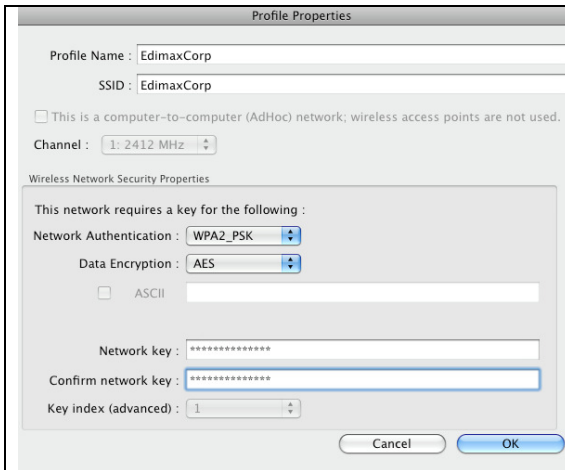 Profile Properties
Profile Name : EdimaxCorp
SSID : EdimaxCorp
This is a computer-to-computer (AdHoc) network; wireless access points are not used.
Channel : 1: 2412 MHz
Wireless Network Security Properties
This network requires a key for the following :
Network Authentication : WPA2_PSK
Data Encryption : AES
ASCII
Network key : **************
Confirm network key : **************
Key index (advanced) : 1
Cancel OK